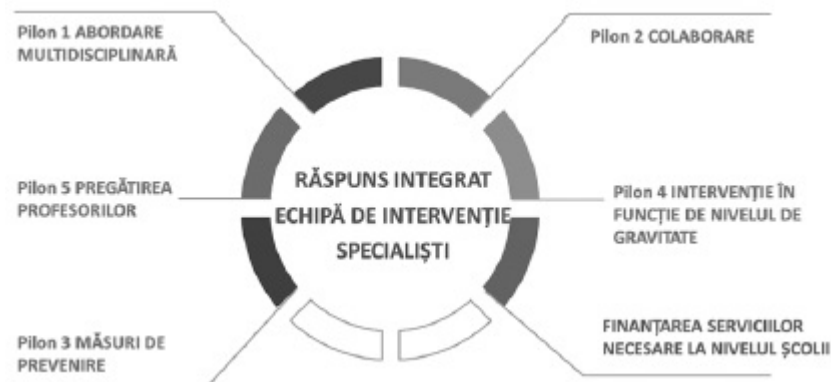 Pilon 1 ABORDARE
MULTIDISCIPLINARĂ
Pilon 2 COLABORARE
RĂSPUNS INTEGRAT
ECHIPĂ DE INTERVENȚIE
SPECIALIȘTI
Pilon 5 PREGĂTIREA
PROFESORILOR
Pilon 4 INTERVENȚIE ÎN
FUNCȚIE DE NIVELUL DE
GRAVITATE
Pilon 3 MĂSURI DE
PREVENIRE
FINANȚAREA SERVICIILOR
NECESARE LA NIVELUL ȘCOLII